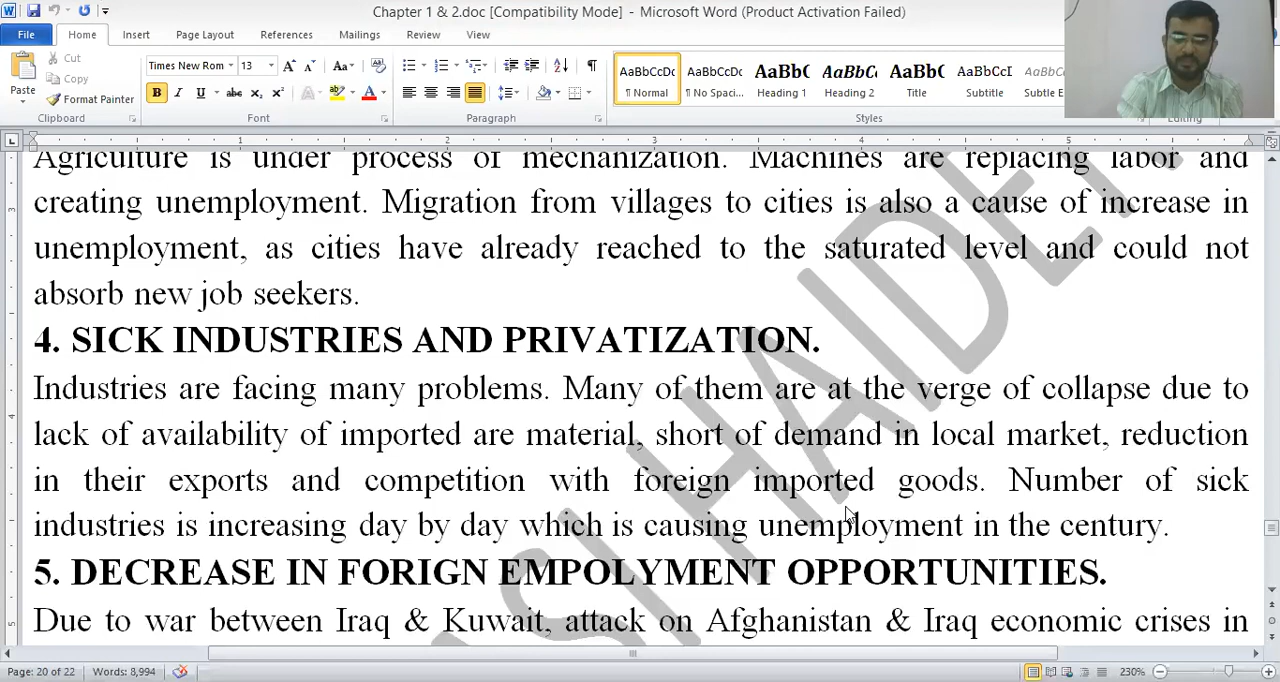 Chapter 1 & 2.doc [Compatibility Mode] - Microsoft Word (Product Activation Failed)
File Home Insert Page Layout References Mailings Review View
Paste
Cut
Copy
Format Painter
Clipboard
Times New Rom 13
Font
Paragraph
AaBbCcDc AaBbCcDc AaBbC AaBbCc AaBbC AaBbCcI
¶ Normal ¶ No Spaci... Heading 1 Heading 2 Title Subtitle Subtle E
Styles
Editing
1 2 3 4 5
Agriculture is under process of mechanization. Machines are replacing labor and
creating unemployment. Migration from villages to cities is also a cause of increase in
unemployment, as cities have already reached to the saturated level and could not
absorb new job seekers.
4. SICK INDUSTRIES AND PRIVATIZATION.
Industries are facing many problems. Many of them are at the verge of collapse due to
lack of availability of imported are material, short of demand in local market, reduction
in their exports and competition with foreign imported goods. Number of sick
industries is increasing day by day which is causing unemployment in the century.
5. DECREASE IN FORIGN EMPOLYMENT OPPORTUNITIES.
Due to war between Iraq & Kuwait, attack on Afghanistan & Iraq economic crises in
Page: 20 of 22 Words: 8,994 230%